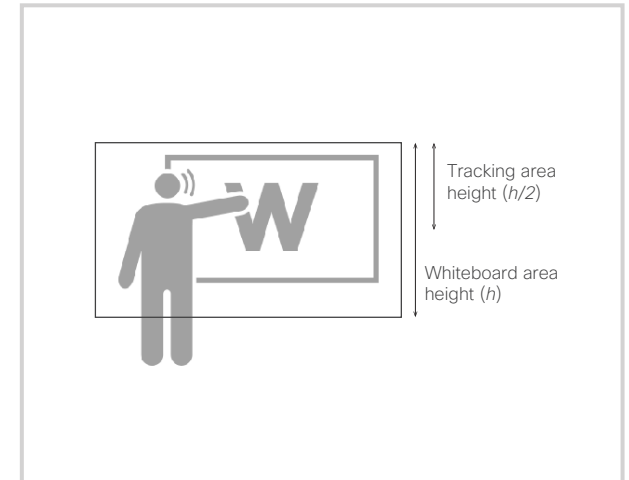 W
Tracking area
height (h/2)
Whiteboard area
height (h)